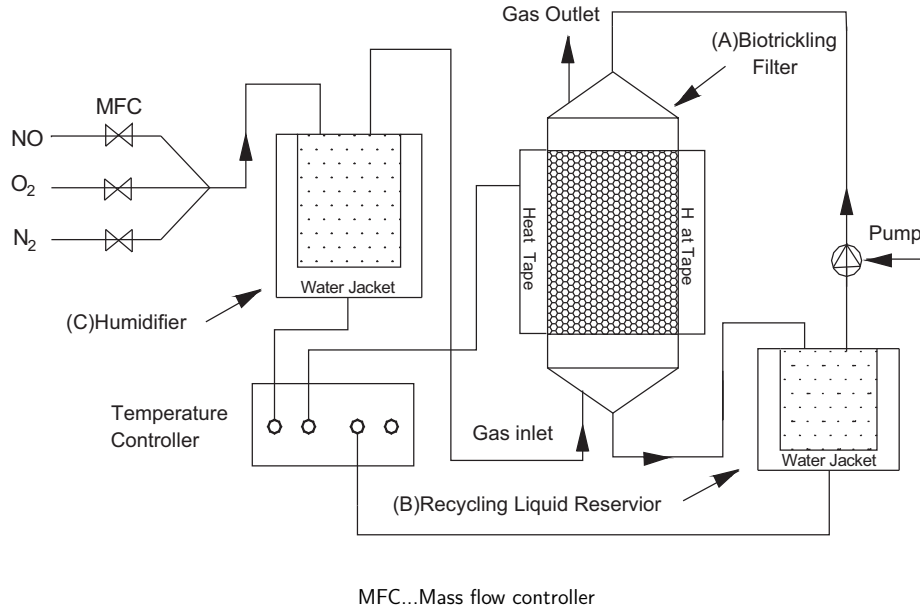 Gas Outlet
(A)Biotrickling
Filter
MFC
NO
O2
N2
Heat Tape
H at Tape
Pump
Water Jacket
(C)Humidifier
Temperature
Controller
Gas inlet
Water Jacket
(B)Recycling Liquid Reservior
MFC...Mass flow controller